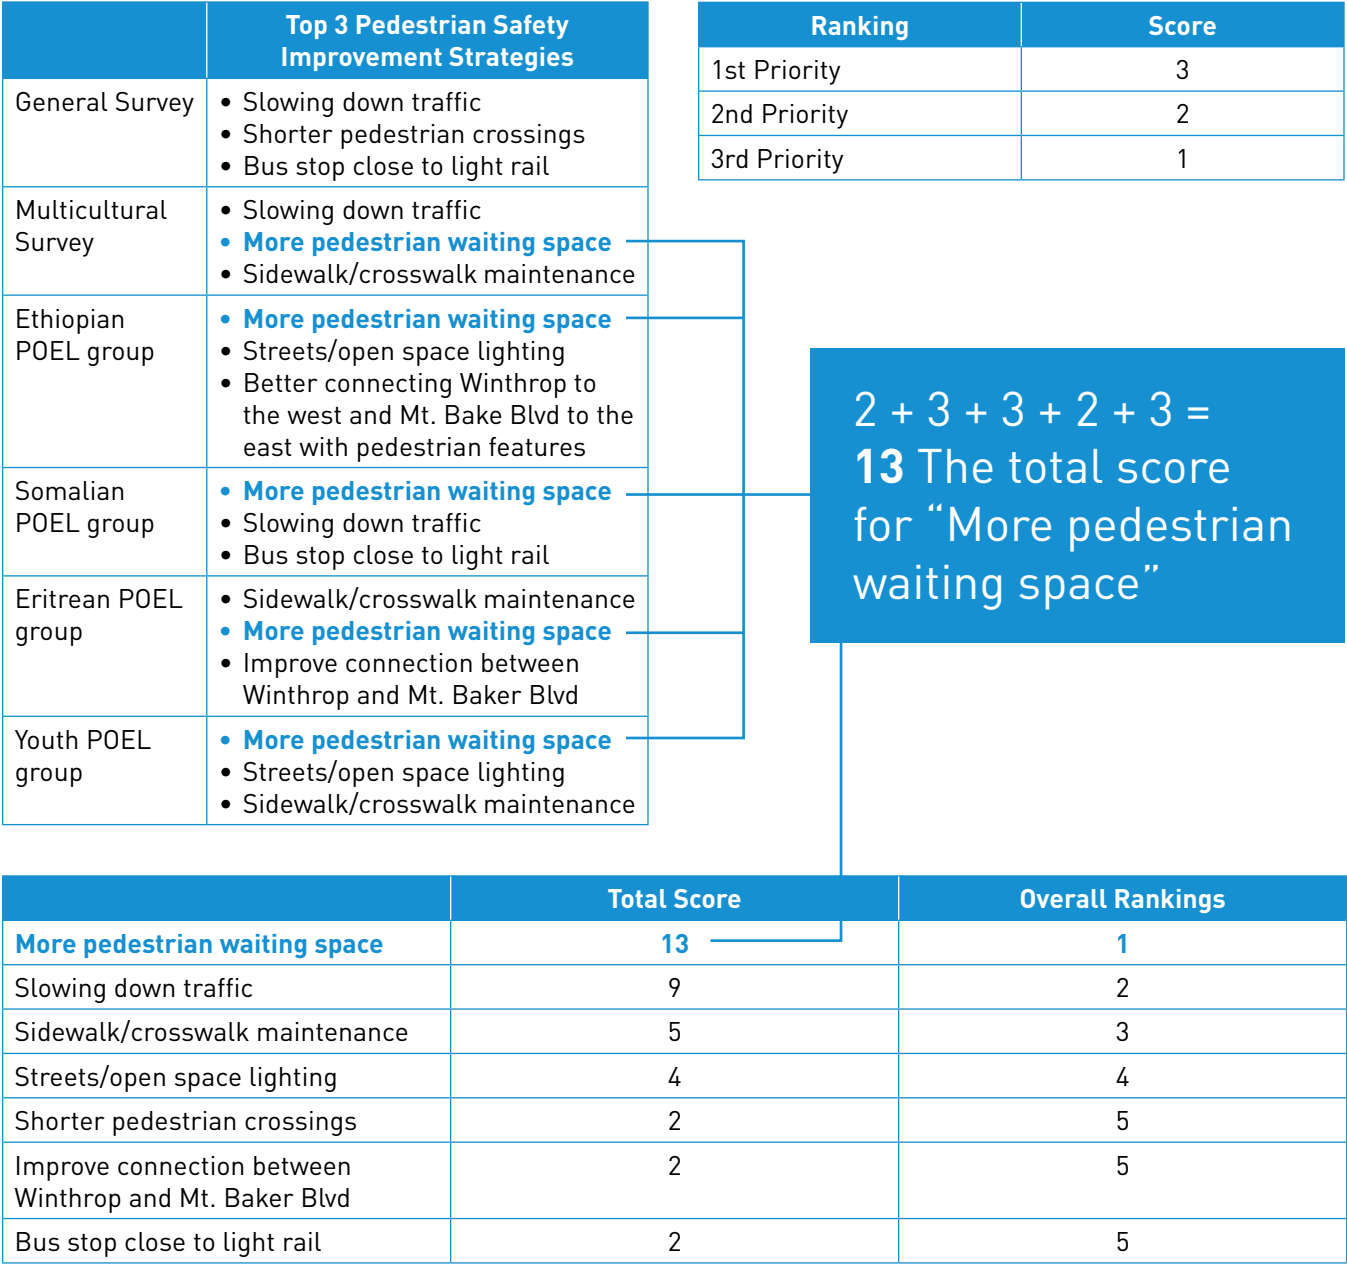 Top 3 Pedestrian Safety
Improvement Strategies
General Survey
• Slowing down traffic
• Shorter pedestrian crossings
• Bus stop close to light rail
Multicultural
Survey
• Slowing down traffic
• More pedestrian waiting space
• Sidewalk/crosswalk maintenance
Ethiopian
POEL group
• More pedestrian waiting space
• Streets/open space lighting
• Better connecting Winthrop to
the west and Mt. Bake Blvd to the
east with pedestrian features
Somalian
POEL group
• More pedestrian waiting space
• Slowing down traffic
• Bus stop close to light rail
Eritrean POEL
group
• Sidewalk/crosswalk maintenance
• More pedestrian waiting space
• Improve connection between
Winthrop and Mt. Baker Blvd
Youth POEL
group
• More pedestrian waiting space
• Streets/open space lighting
• Sidewalk/crosswalk maintenance
Ranking Score
1st Priority 3
2nd Priority 2
3rd Priority 1
2 + 3 + 3 + 2 + 3 =
13 The total score
for “More pedestrian
waiting space”
Total Score Overall Rankings
More pedestrian waiting space 13 1
Slowing down traffic 9 2
Sidewalk/crosswalk maintenance 5 3
Streets/open space lighting 4 4
Shorter pedestrian crossings 2 5
Improve connection between 2 5
Winthrop and Mt. Baker Blvd
Bus stop close to light rail 2 5